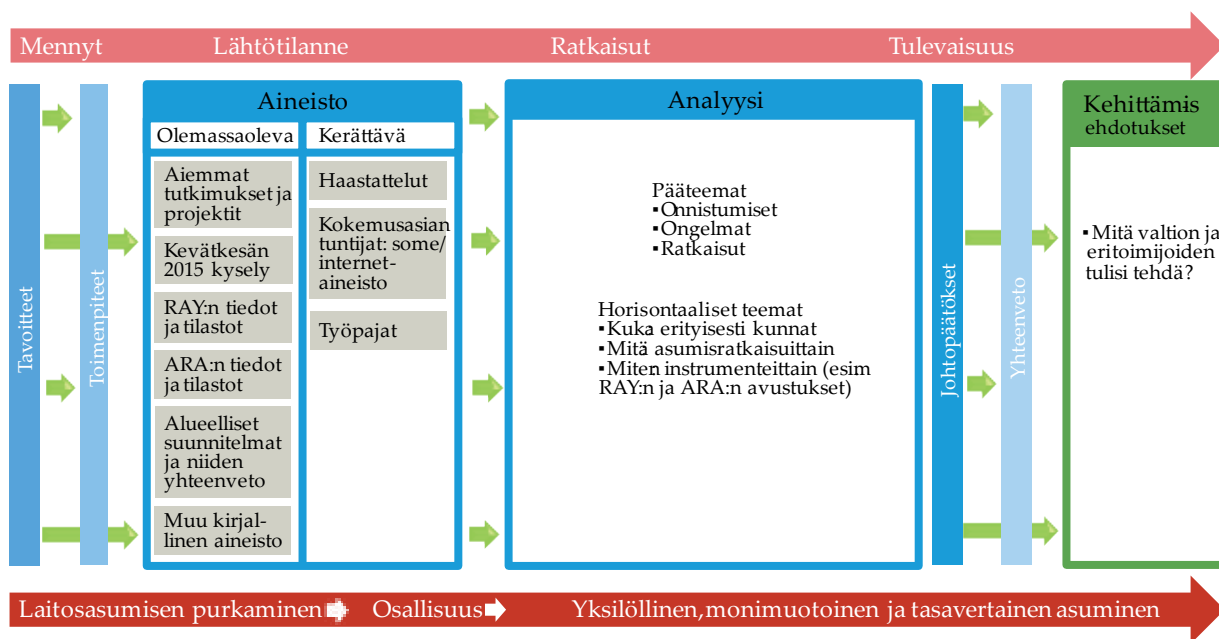 Mennyt
Lähtötilanne
Ratkaisut
Tulevaisuus
Tavoitteet
Toimenpiteet
Aineisto
Olemassaoleva
Kerättävä
Aiemmat
tutkimukset ja
projektit
Kevätkesän
2015 kysely
RAY:n tiedot
ja tilastot
ARA:n tiedot
ja tilastot
Alueelliset
suunnitelmat
ja niiden
yhteenveto
Muu kirjal-
linen aineisto
Haastattelut
Kokemusasian
tuntijat: some/
internet-
aineisto
Työpajat
Analyysi
Pääteemat
▪Onnistumiset
▪Ongelmat
▪Ratkaisut
Horisontaaliset teemat
▪Kuka: erityisesti kunnat
▪Mitä: asumisratkaisuittain
▪Miten: instrumenteittain (esim
RAY:n ja ARA:n avustukset)
Johtopäätökset
Yhteenveto
Kehittämis-
ehdotukset
▪Mitä valtion ja
eri toimijoiden
tulisi tehdä?
Laitosasumisen purkaminen
Osallisuus
Yksilöllinen, monimuotoinen ja tasavertainen asuminen